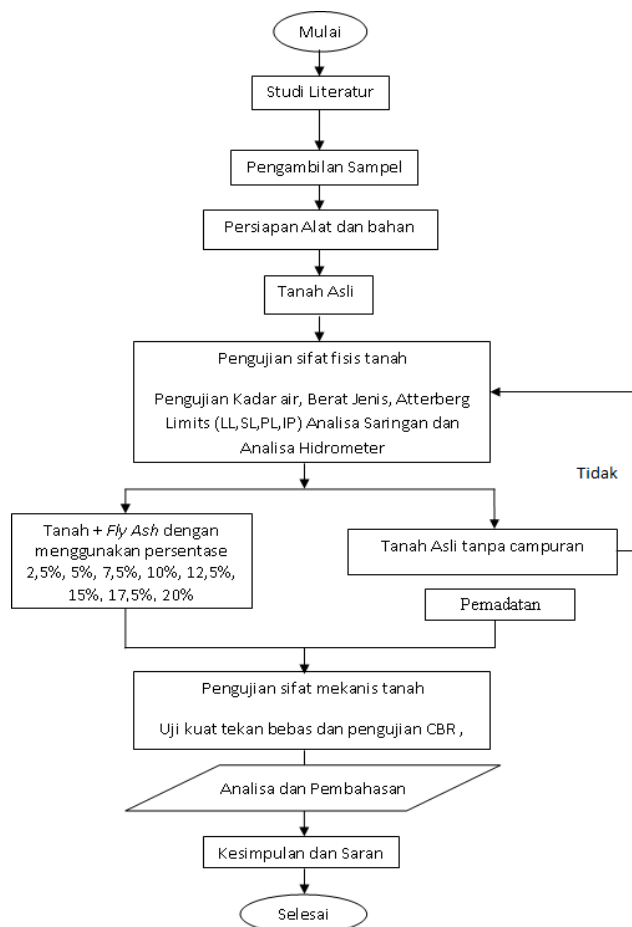 Mulai
Studi Literatur
Pengambilan Sampel
Persiapan Alat dan bahan
Tanah Asli
Pengujian sifat fisis tanah
Pengujian Kadar air, Berat Jenis, Atterberg
Limits (LL,SL,PL,IP) Analisa Saringan dan
Analisa Hidrometer
Tidak
Tanah + Fly Ash dengan
menggunakan persentase
2,5%, 5%, 7,5%, 10%, 12,5%,
15%, 17,5%, 20%
Tanah Asli tanpa campuran
Pemadatan
Pengujian sifat mekanis tanah
Uji kuat tekan bebas dan pengujian CBR ,
Analisa dan Pembahasan
Kesimpulan dan Saran
Selesai